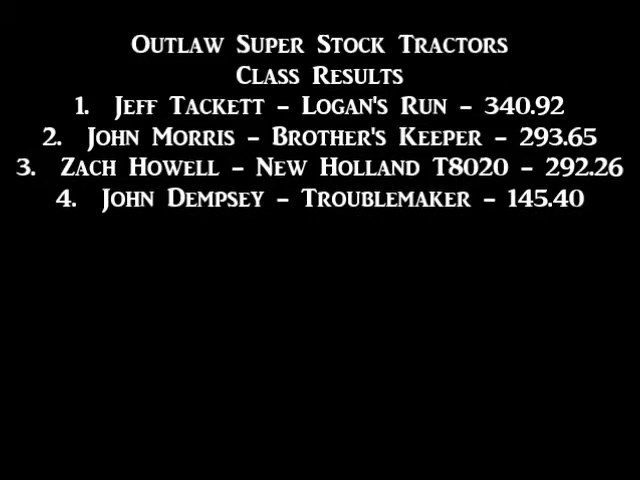 Outlaw Super Stock Tractors
Class Results
1. Jeff Tackett – Logan's Run – 340.92
2. John Morris – Brother's Keeper – 293.65
3. Zach Howell – New Holland T8020 – 292.26
4. John Dempsey – Troublemaker – 145.40